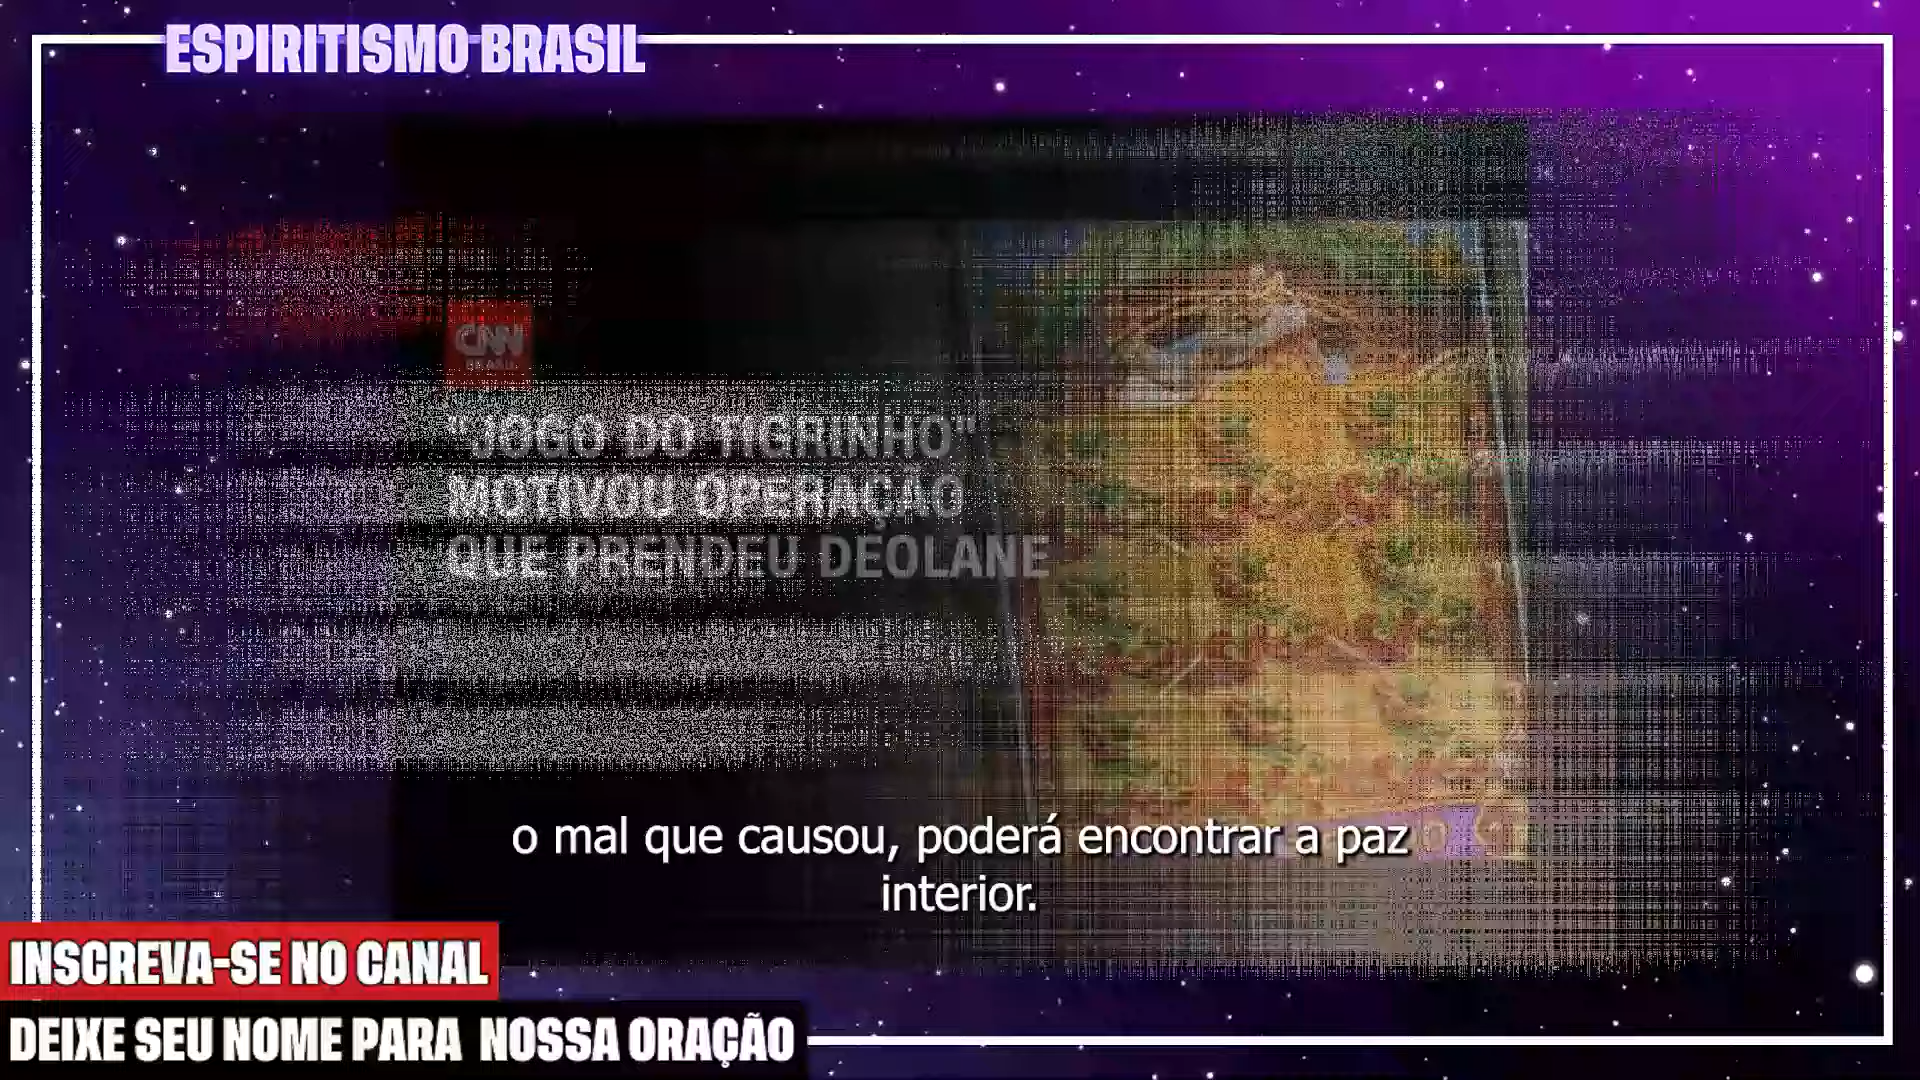 ESPIRITISMO BRASIL
CNN
BRASIL
"JOGO DO TIGRINHO"
MOTIVOU OPERAÇÃO
QUE PRENDEU DEOLANE
o mal que causou, poderá encontrar a paz
interior.
INSCREVA-SE NO CANAL
DEIXE SEU NOME PARA NOSSA ORAÇÃO